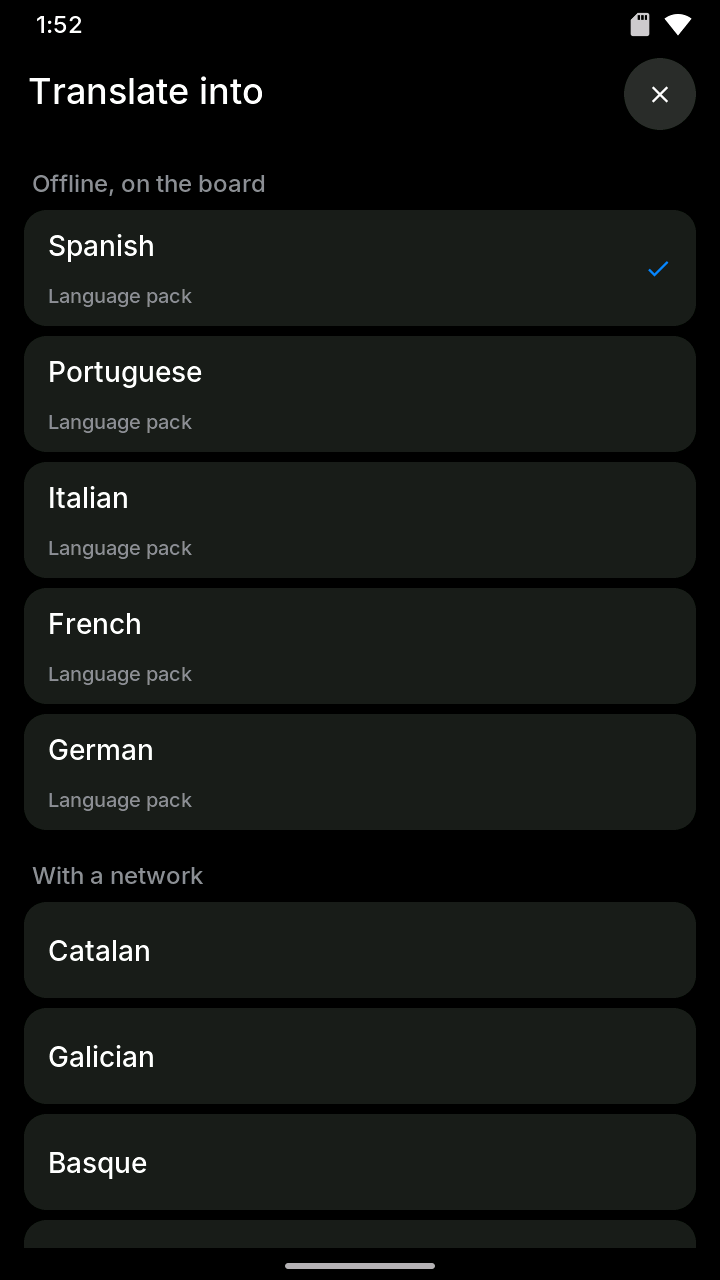 1:52
Translate into
Offline, on the board
Spanish
Language pack
Portuguese
Language pack
Italian
Language pack
French
Language pack
German
Language pack
With a network
Catalan
Galician
Basque